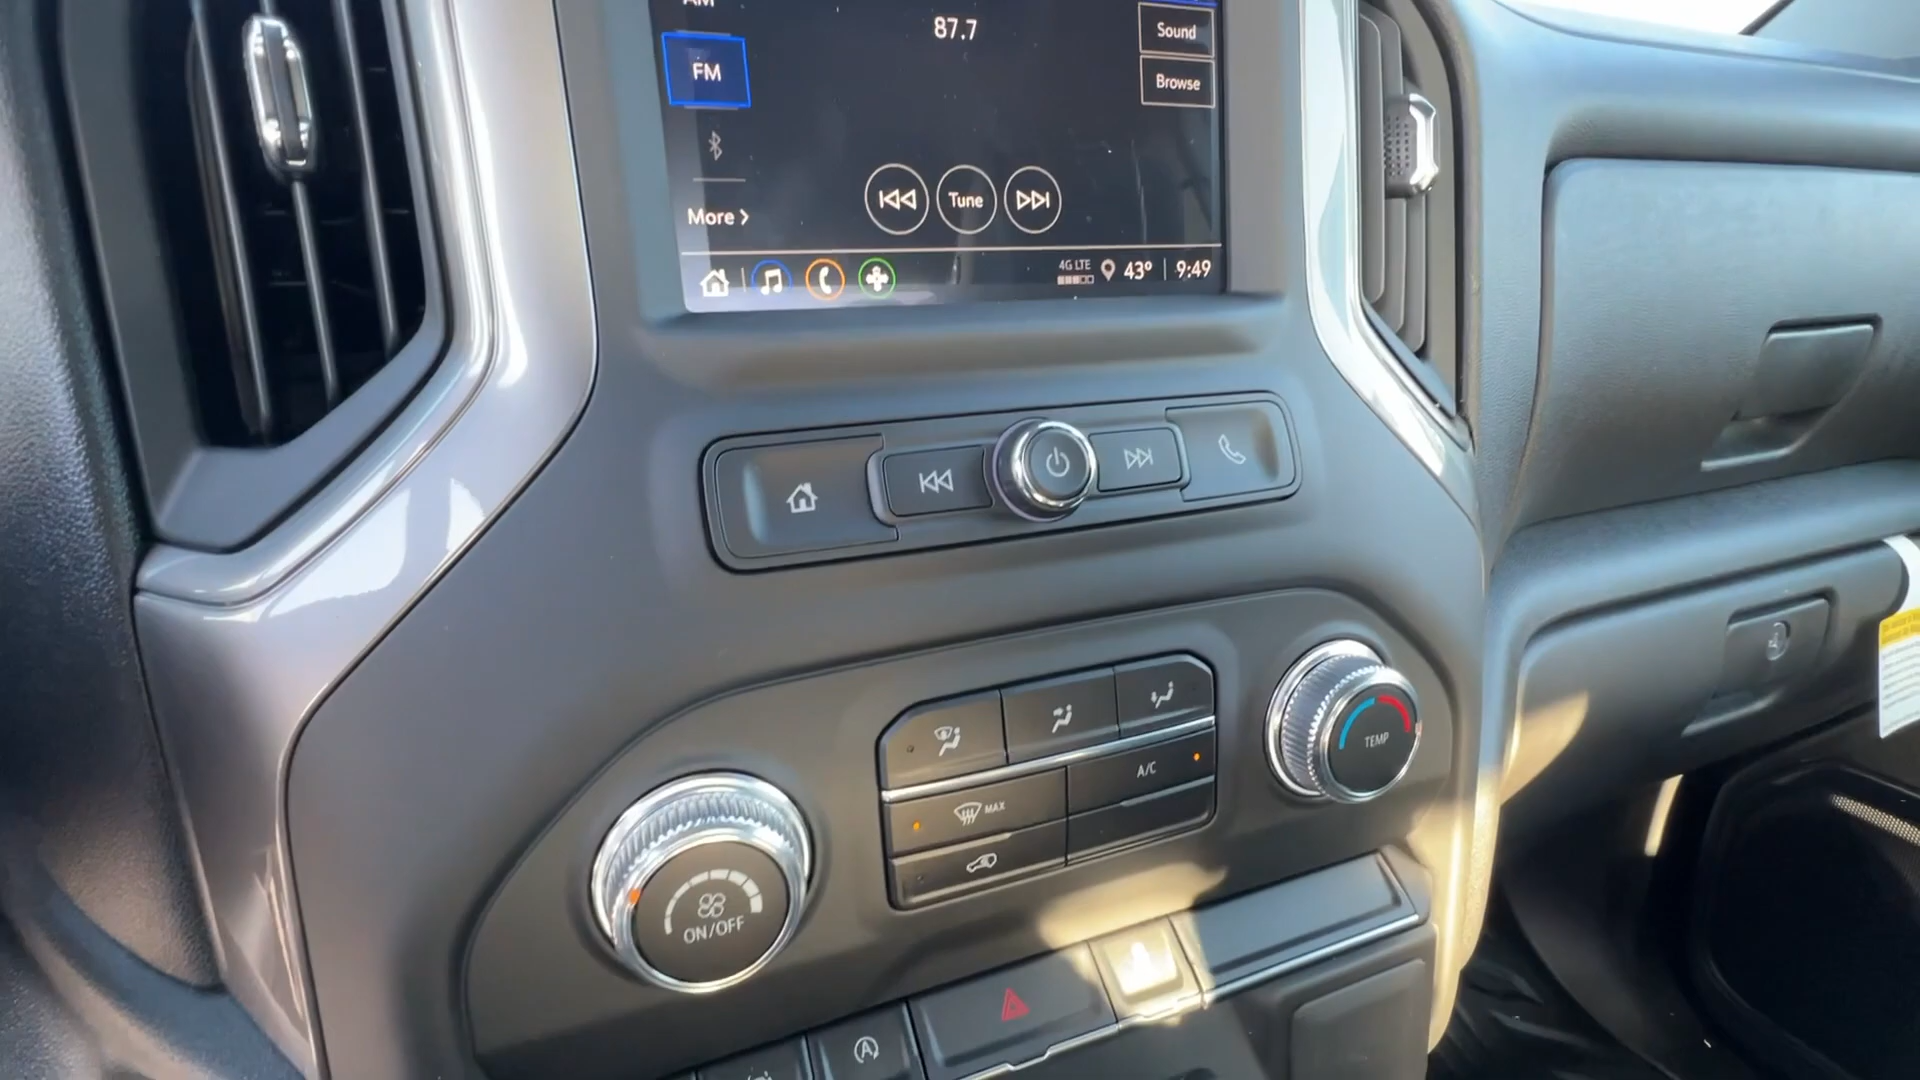 87.7
Sound
FM
Browse
More >
Tune
4G LTE
43° 9:49
TEMP
A/C
MAX
ON/OFF
A